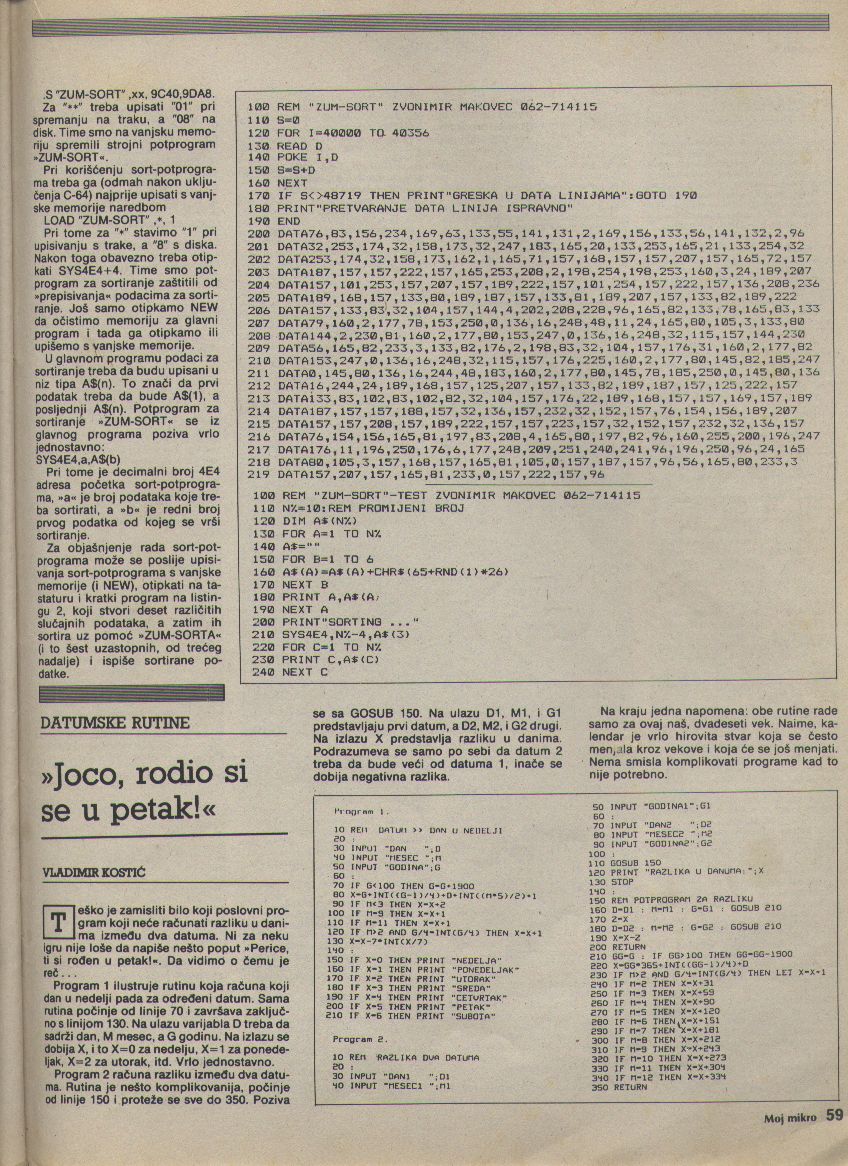 .S "ZUM-SORT" ,xx, 9C40,9DA8.
Za "**" treba upisati "01" pri
spremanju na traku, a "08" na
disk. Time smo na vanjsku memo-
riju spremili strojni potprogram
»ZUM-SORT«.
Pri korišćenju sort-potprogra-
ma treba ga (odmah nakon uklju-
čenja C-64) najprije upisati s vanj-
ske memorije naredbom
LOAD "ZUM-SORT" ,*, 1
Pri tome za "*" stavimo "1" pri
upisivanju s trake, a "8" s diska.
Nakon toga obavezno treba otip-
kati SYS4E4+4. Time smo pot-
program za sortiranje zaštitili od
»prepisivanja« podacima za sorti-
ranje. Još samo otipkamo NEW
da očistimo memoriju za glavni
program i tada ga otipkamo ili
upišemo s vanjske memorije.
U glavnom programu podaci za
sortiranje treba da budu upisani u
niz tipa A$(n). To znači da prvi
podatak treba da bude A$(1), a
posljednji A$(n). Potprogram za
sortiranje »ZUM-SORT« se iz
glavnog programa poziva vrlo
jednostavno:
SYS4E4,a,A$(b)
Pri tome je decimalni broj 4E4
adresa početka sort-potprogra-
ma, »a« je broj podataka koje tre-
ba sortirati, a »b« je redni broj
prvog podatka od kojeg se vrši
sortiranje.
Za objašnjenje rada sort-pot-
programa može se poslije upisi-
vanja sort-potprograma s vanjske
memorije (i NEW), otipkati na ta-
staturu i kratki program na listin-
gu 2, koji stvori deset različitih
slučajnih podataka, a zatim ih
sortira uz pomoć »ZUM-SORTA«
(i to šest uzastopnih, od trećeg
nadalje) i ispiše sortirane po-
datke.
100 REM "ZUM-SORT" ZVONIMIR MAKOVEC 062-714115
110 S=0
120 FOR I=40000 TO 40356
130 READ D
140 POKE I,D
150 S=S+D
160 NEXT
170 IF S<>48719 THEN PRINT"GRESKA U DATA LINIJAMA":GOTO 190
180 PRINT"PRETVARANJE DATA LINIJA ISPRAVNO"
190 END
200 DATA76,83,156,234,169,63,133,55,141,131,2,169,156,133,56,141,132,2,96
201 DATA32,253,174,32,158,173,32,247,183,165,20,133,253,165,21,133,254,32
202 DATA253,174,32,158,173,162,1,165,71,157,168,157,157,207,157,165,72,157
203 DATA187,157,157,222,157,165,253,208,2,198,254,198,253,160,3,24,189,207
204 DATA157,101,253,157,207,157,189,222,157,101,254,157,222,157,136,208,236
205 DATA189,168,157,133,80,189,187,157,133,81,189,207,157,133,82,189,222
206 DATA157,133,83,32,104,157,144,4,202,208,228,96,165,82,133,78,165,83,133
207 DATA79,160,2,177,78,153,250,0,136,16,248,48,11,24,165,80,105,3,133,80
208 DATA144,2,230,81,160,2,177,80,153,247,0,136,16,248,32,115,157,144,230
209 DATA56,165,82,233,3,133,82,176,2,198,83,32,104,157,176,31,160,2,177,82
210 DATA153,247,0,136,16,248,32,115,157,176,225,160,2,177,80,145,82,185,247
211 DATA0,145,80,136,16,244,48,183,160,2,177,80,145,78,185,250,0,145,80,136
212 DATA16,244,24,189,168,157,125,207,157,133,82,189,187,157,125,222,157
213 DATA133,83,102,83,102,82,32,104,157,176,22,189,168,157,157,169,157,189
214 DATA187,157,157,188,157,32,136,157,232,32,152,157,76,154,156,189,207
215 DATA157,157,208,157,189,222,157,157,223,157,32,152,157,232,32,136,157
216 DATA76,154,156,165,81,197,83,208,4,165,80,197,82,96,160,255,200,196,247
217 DATA176,11,196,250,176,6,177,248,209,251,240,241,96,196,250,96,24,165
218 DATA80,105,3,157,168,157,165,81,105,0,157,187,157,96,56,165,80,233,3
219 DATA157,207,157,165,81,233,0,157,222,157,96
100 REM "ZUM-SORT"-TEST ZVONIMIR MAKOVEC 062-714115
110 N%=10:REM PROMIJENI BROJ
120 DIM A$(N%)
130 FOR A=1 TO N%
140 A$=""
150 FOR B=1 TO 6
160 A$(A)=A$(A)+CHR$(65+RND(1)*26)
170 NEXT B
180 PRINT A,A$(A)
190 NEXT A
200 PRINT"SORTING ..."
210 SYS4E4,N%-4,A$(3)
220 FOR C=1 TO N%
230 PRINT C,A$(C)
240 NEXT C
DATUMSKE RUTINE
»Joco, rodio si
se u petak!«
VLADIMIR KOSTIĆ
Teško je zamisliti bilo koji poslovni pro-
gram koji neće računati razliku u dani-
ma između dva datuma. Ni za neku
igru nije loše da napiše nešto poput »Perice,
ti si rođen u petak!«. Da vidimo o čemu je
reč . . .
Program 1 ilustruje rutinu koja računa koji
dan u nedelji pada za određeni datum. Sama
rutina počinje od linije 70 i završava zaključ-
no s linijom 130. Na ulazu varijabla D treba da
sadrži dan, M mesec, a G godinu. Na izlazu se
dobija X, i to X=0 za nedelju, X=1 za ponede-
ljak, X=2 za utorak, itd. Vrlo jednostavno.
Program 2 računa razliku između dva datu-
ma. Rutina je nešto komplikovanija, počinje
od linije 150 i proteže se sve do 350. Poziva
se sa GOSUB 150. Na ulazu D1, M1, i G1
predstavljaju prvi datum, a D2, M2, i G2 drugi.
Na izlazu X predstavlja razliku u danima.
Podrazumeva se samo po sebi da datum 2
treba da bude veći od datuma 1, inače se
dobija negativna razlika.
Na kraju jedna napomena: obe rutine rade
samo za ovaj naš, dvadeseti vek. Naime, ka-
lendar je vrlo hirovita stvar koja se često
menjala kroz vekove i koja će se još menjati.
Nema smisla komplikovati programe kad to
nije potrebno.
Program 1.
10 REM DATUM >> DAN U NEDELJI
20 :
30 INPUT "DAN ";D
40 INPUT "MESEC ";M
50 INPUT "GODINA";G
60 :
70 IF G<100 THEN G=G+1900
80 X=G+INT((G-1)/4)+D+INT((M*5)/2)+1
90 IF M<3 THEN X=X+2
100 IF M=9 THEN X=X+1
110 IF M=11 THEN X=X+1
120 IF M>2 AND G/4=INT(G/4) THEN X=X+1
130 X=X-7*INT(X/7)
140 :
150 IF X=0 THEN PRINT "NEDELJA"
160 IF X=1 THEN PRINT "PONEDELJAK"
170 IF X=2 THEN PRINT "UTORAK"
180 IF X=3 THEN PRINT "SREDA"
190 IF X=4 THEN PRINT "CETVRTAK"
200 IF X=5 THEN PRINT "PETAK"
210 IF X=6 THEN PRINT "SUBOTA"
Program 2.
10 REM RAZLIKA DVA DATUMA
20 :
30 INPUT "DAN1 ";D1
40 INPUT "MESEC1 ";M1
50 INPUT "GODINA1";G1
60 :
70 INPUT "DAN2 ";D2
80 INPUT "MESEC2 ";M2
90 INPUT "GODINA2";G2
100 :
110 GOSUB 150
120 PRINT "RAZLIKA U DANUMA:";X
130 STOP
140 :
150 REM POTPROGRAM ZA RAZLIKU
160 D=D1 : M=M1 : G=G1 : GOSUB 210
170 Z=X
180 D=D2 : M=M2 : G=G2 : GOSUB 210
190 X=X-Z
200 RETURN
210 GG=G : IF GG>100 THEN GG=GG-1900
220 X=GG*365+INT((GG-1)/4)+D
230 IF M>2 AND G/4=INT(G/4) THEN LET X=X+1
240 IF M=2 THEN X=X+31
250 IF M=3 THEN X=X+59
260 IF M=4 THEN X=X+90
270 IF M=5 THEN X=X+120
280 IF M=6 THEN X=X+151
290 IF M=7 THEN X=X+181
300 IF M=8 THEN X=X+212
310 IF M=9 THEN X=X+243
320 IF M=10 THEN X=X+273
330 IF M=11 THEN X=X+304
340 IF M=12 THEN X=X+334
350 RETURN
Moj mikro 59